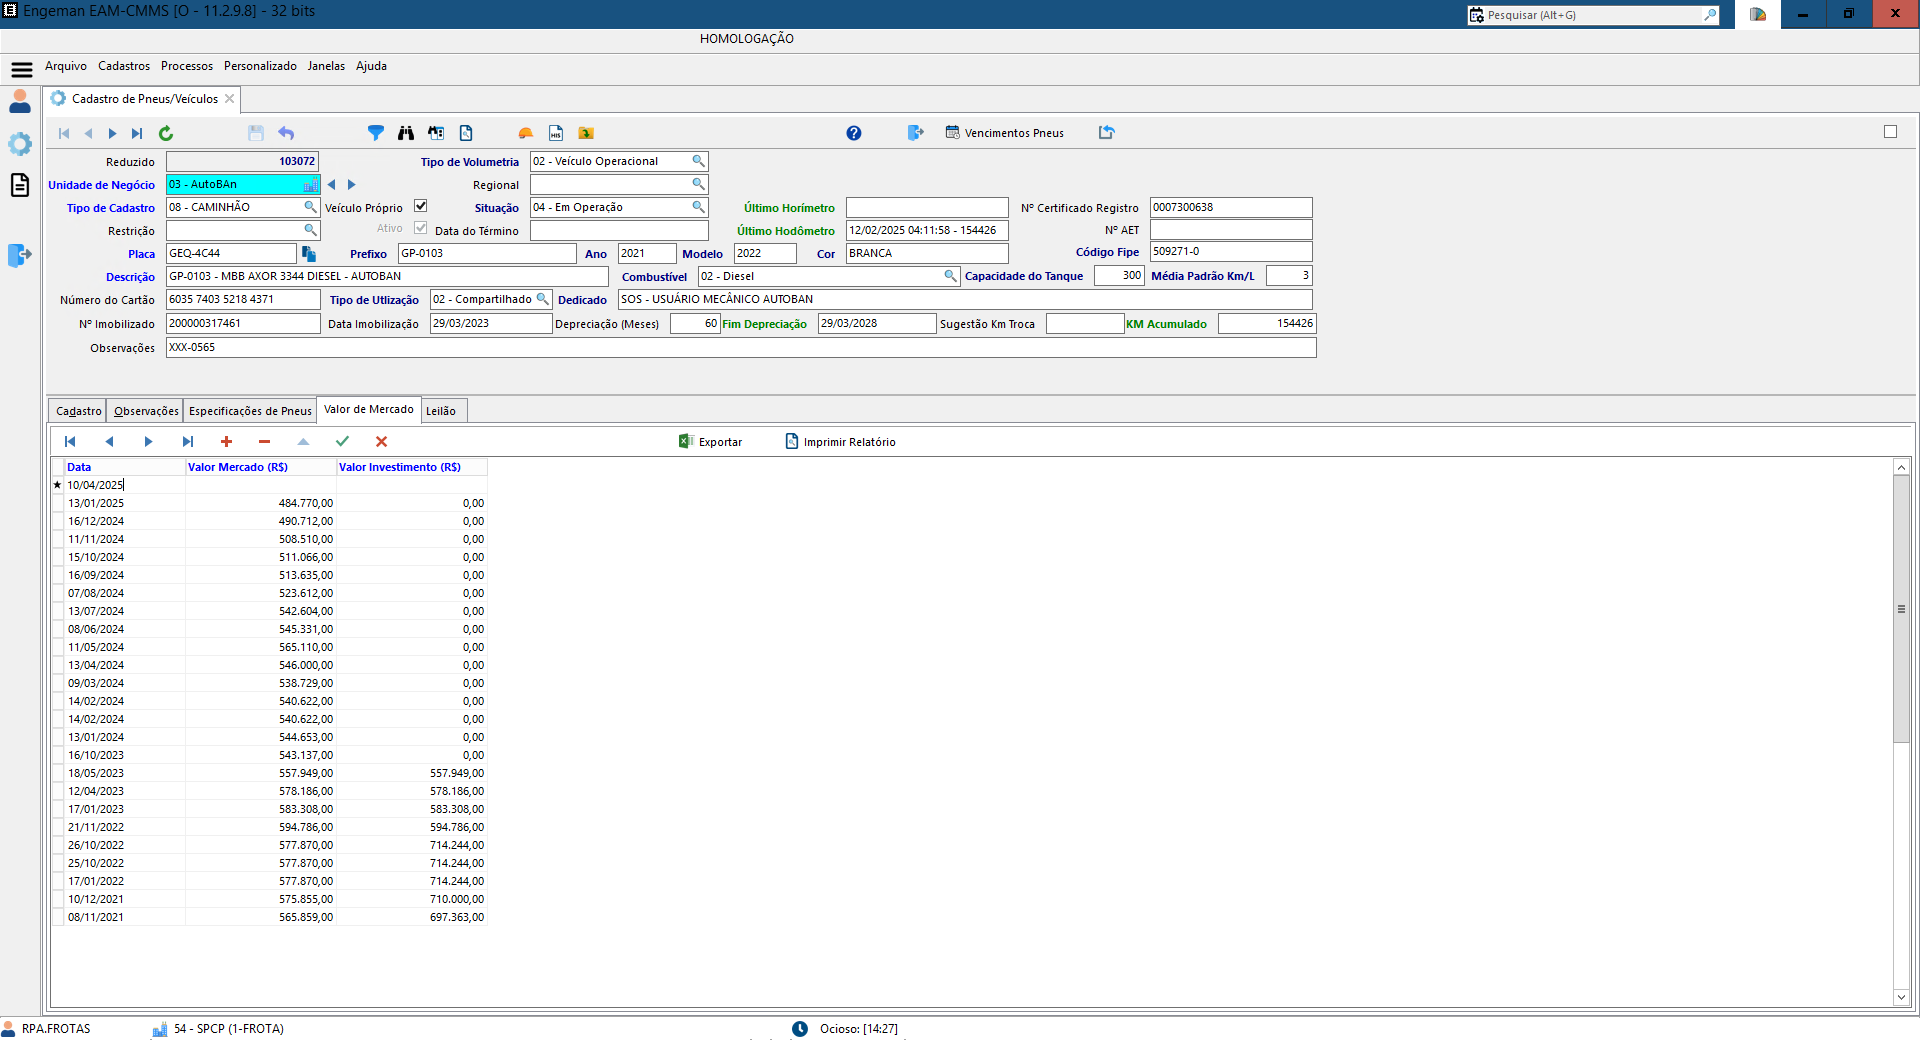 Engeman EAM-CMMS [O - 11.2.9.8] - 32 bits
Pesquisar (Alt+G)
HOMOLOGAÇÃO
Arquivo Cadastros Processos Personalizado Janelas Ajuda
Cadastro de Pneus/Veículos
HIS Vencimentos Pneus
Reduzido 103072 Tipo de Volumetria 02 - Veículo Operacional
Unidade de Negócio 03 - AutoBAn Regional
Tipo de Cadastro 08 - CAMINHÃO Veículo Próprio Situação 04 - Em Operação Último Horímetro Nº Certificado Registro 0007300638
Restrição Ativo Data do Término Último Hodômetro 12/02/2025 04:11:58 - 154426 Nº AET
Placa GEQ-4C44 Prefixo GP-0103 Ano 2021 Modelo 2022 Cor BRANCA Código Fipe 509271-0
Descrição GP-0103 - MBB AXOR 3344 DIESEL - AUTOBAN Combustível 02 - Diesel Capacidade do Tanque 300 Média Padrão Km/L 3
Número do Cartão 6035 7403 5218 4371 Tipo de Utlização 02 - Compartilhado Dedicado SOS - USUÁRIO MECÂNICO AUTOBAN
Nº Imobilizado 200000317461 Data Imobilização 29/03/2023 Depreciação (Meses) 60 Fim Depreciação 29/03/2028 Sugestão Km Troca KM Acumulado 154426
Observações XXX-0565
Cadastro Observações Especificações de Pneus Valor de Mercado Leilão
Exportar Imprimir Relatório
Data Valor Mercado (R$) Valor Investimento (R$)
10/04/2025
13/01/2025 484.770,00 0,00
16/12/2024 490.712,00 0,00
11/11/2024 508.510,00 0,00
15/10/2024 511.066,00 0,00
16/09/2024 513.635,00 0,00
07/08/2024 523.612,00 0,00
13/07/2024 542.604,00 0,00
08/06/2024 545.331,00 0,00
11/05/2024 565.110,00 0,00
13/04/2024 546.000,00 0,00
09/03/2024 538.729,00 0,00
14/02/2024 540.622,00 0,00
14/02/2024 540.622,00 0,00
13/01/2024 544.653,00 0,00
16/10/2023 543.137,00 0,00
18/05/2023 557.949,00 557.949,00
12/04/2023 578.186,00 578.186,00
17/01/2023 583.308,00 583.308,00
21/11/2022 594.786,00 594.786,00
26/10/2022 577.870,00 714.244,00
25/10/2022 577.870,00 714.244,00
17/01/2022 577.870,00 714.244,00
10/12/2021 575.855,00 710.000,00
08/11/2021 565.859,00 697.363,00
RPA.FROTAS 54 - SPCP (1-FROTA) Ocioso: [14:27]